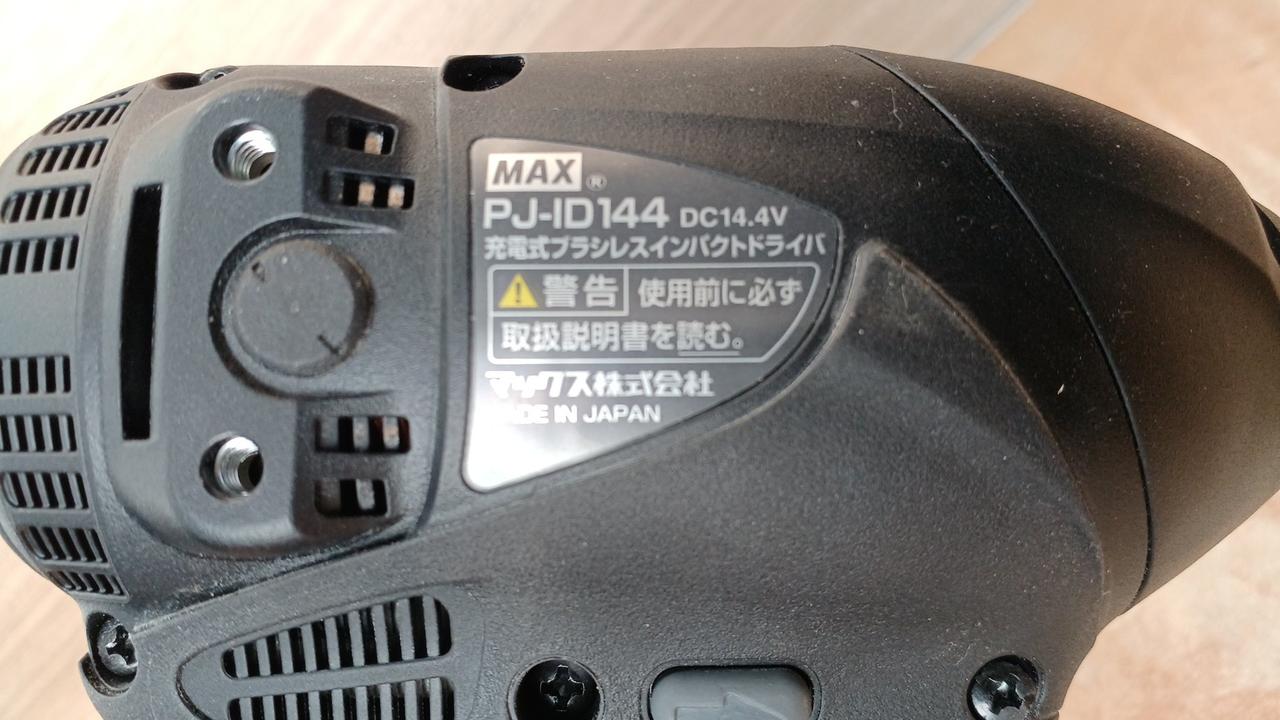 MAX ®
PJ-ID144 DC14.4V
充電式ブラシレスインパクトドライバ
警告 使用前に必ず
取扱説明書を読む。
マックス株式会社
MADE IN JAPAN